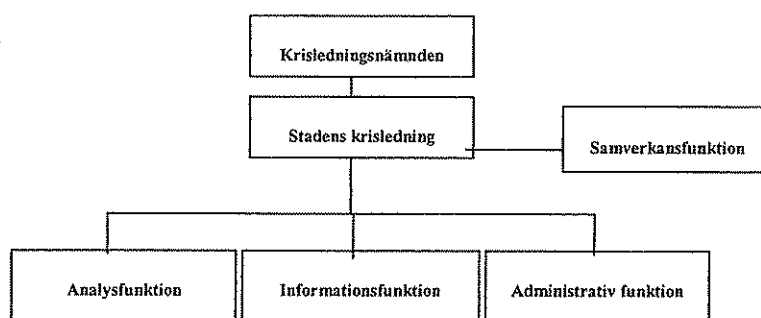 Krisledningsnämnden
Stadens krisledning
Samverkansfunktion
Analysfunktion
Informationsfunktion
Administrativ funktion